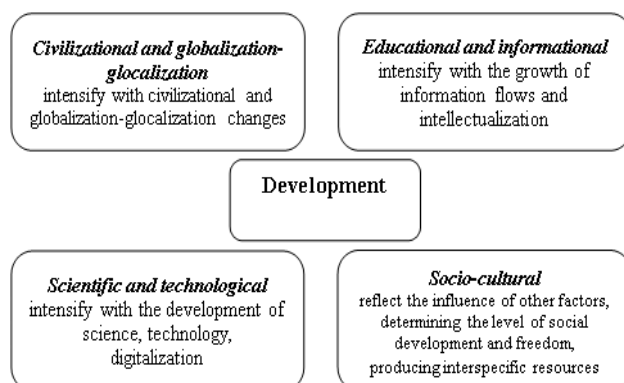 Civilizational and globalization-
glocalization
intensify with civilizational and
globalization-glocalization changes
Educational and informational
intensify with the growth of
information flows and
intellectualization
Development
Scientific and technological
intensify with the development of
science, technology,
digitalization
Socio-cultural
reflect the influence of other factors,
determining the level of social
development and freedom,
producing interspecific resources